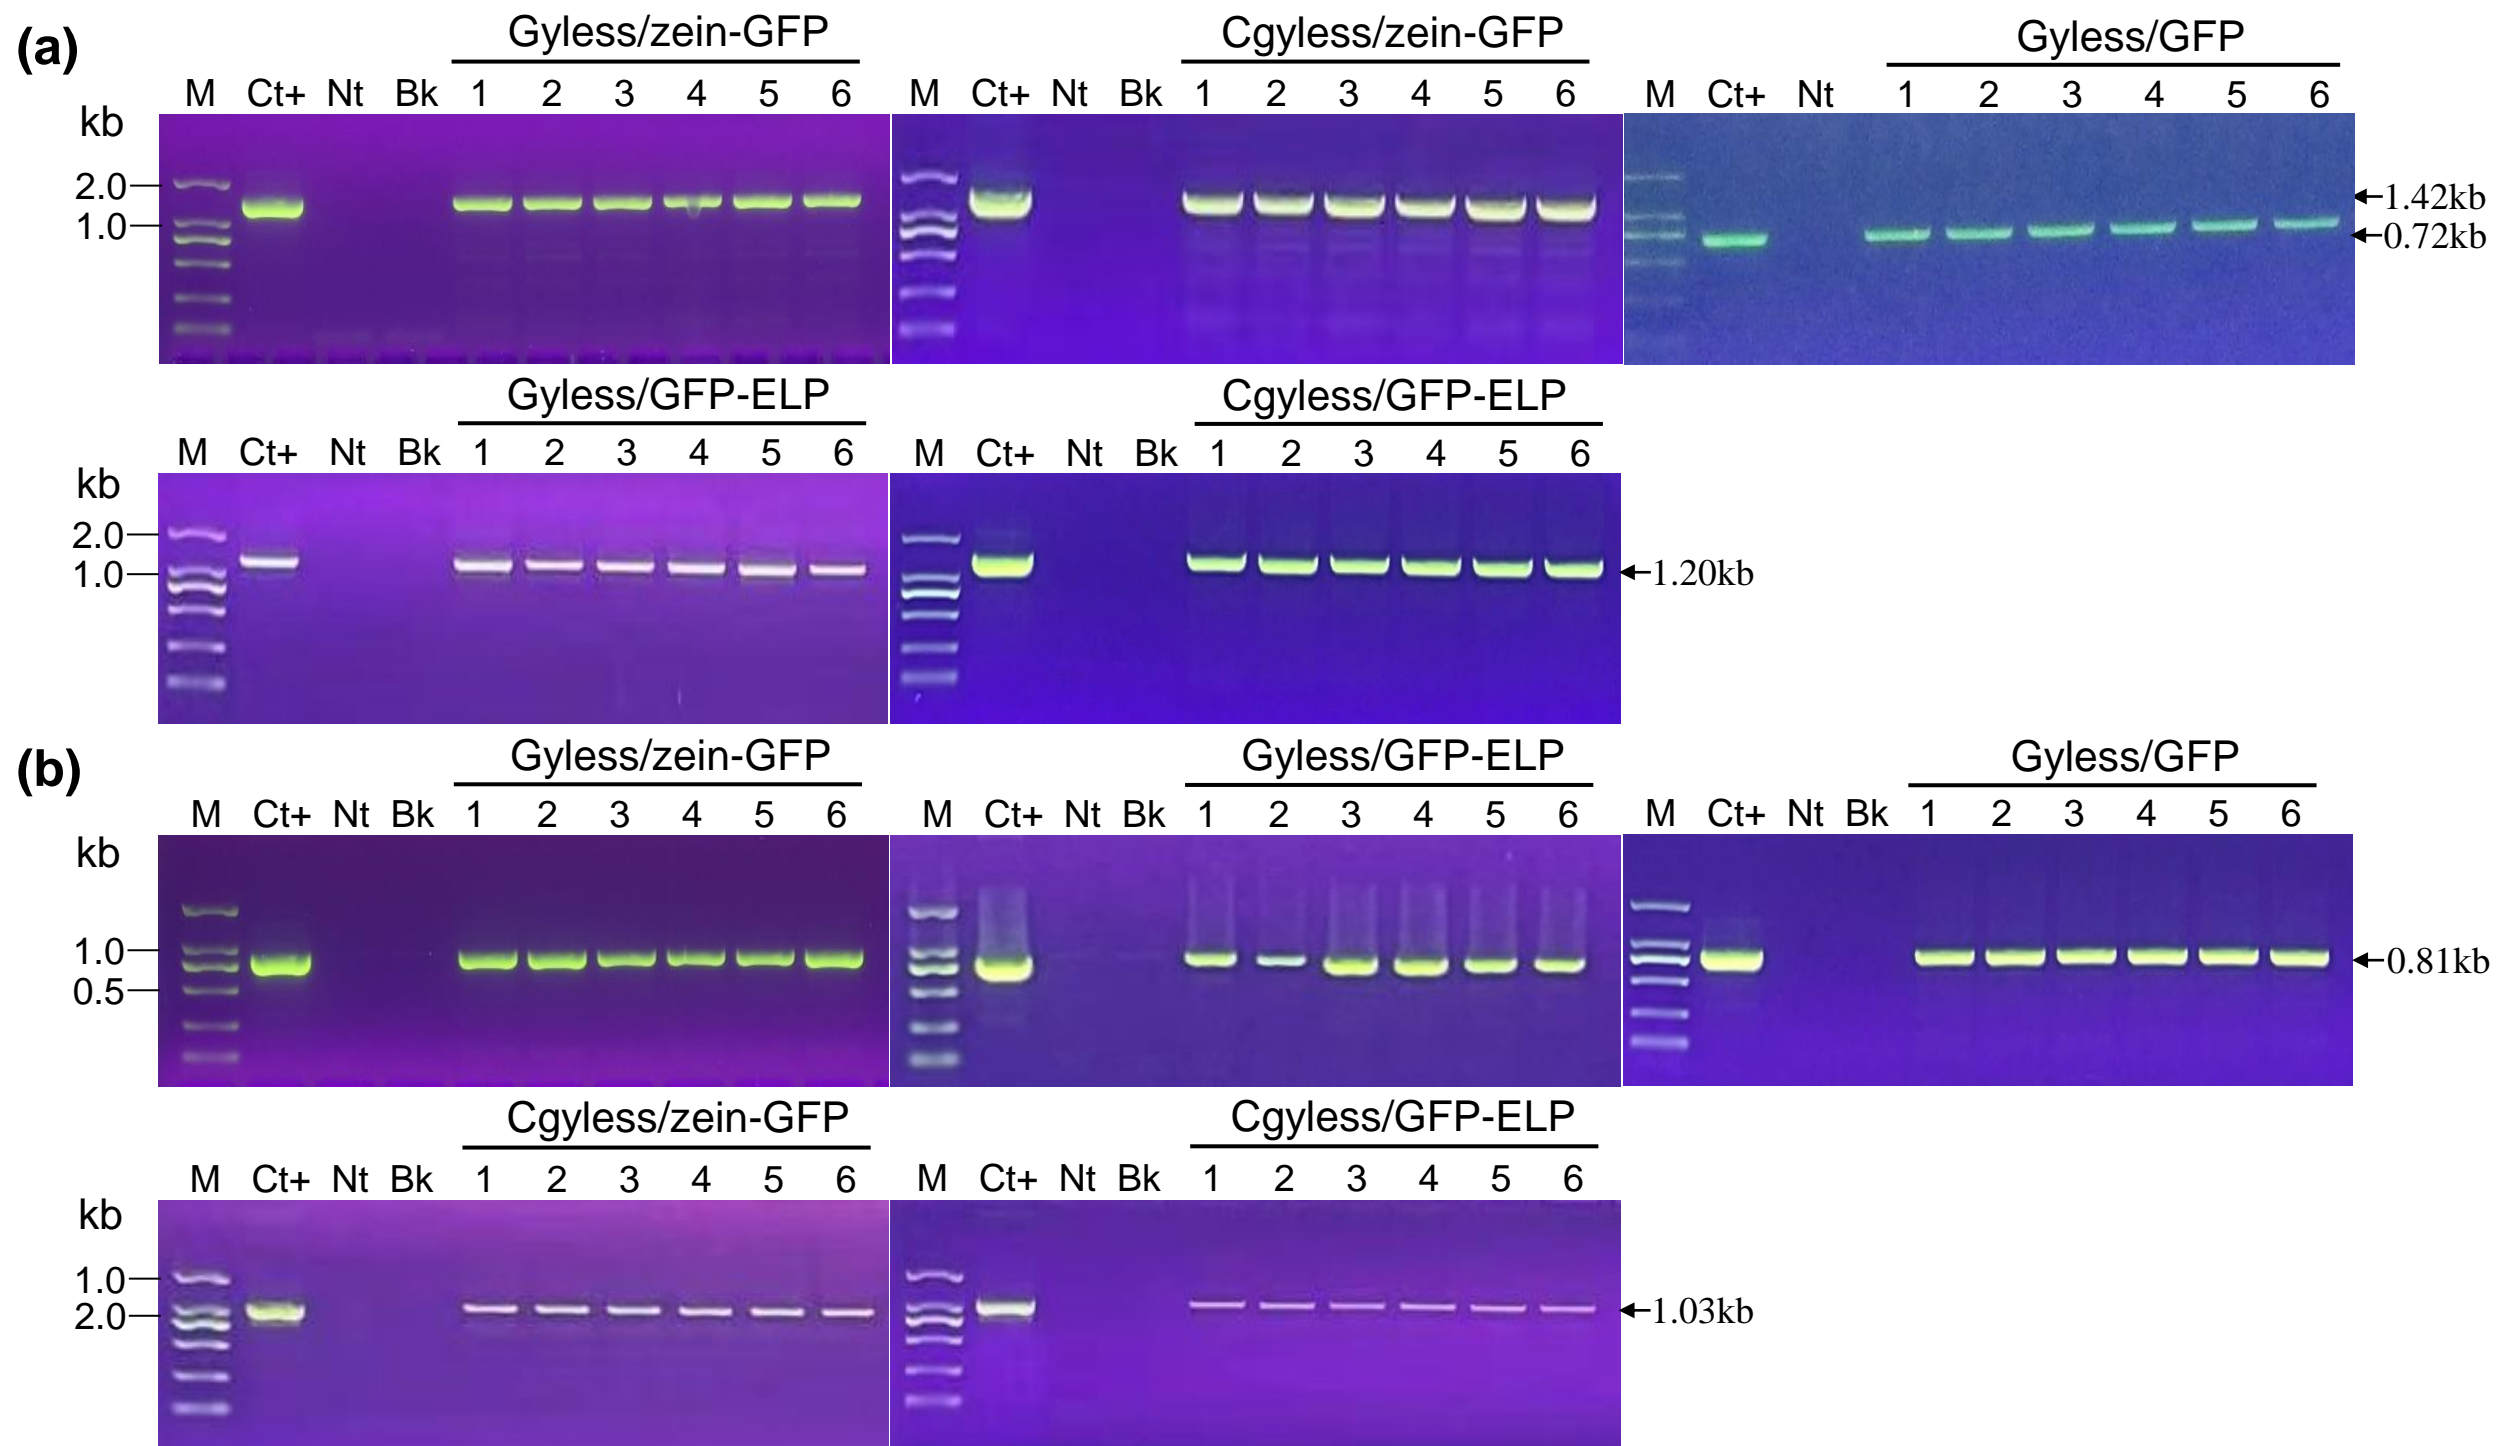 (a)
Gyless/zein-GFP
Cgyless/zein-GFP
Gyless/GFP
M Ct+ Nt Bk 1 2 3 4 5 6
M Ct+ Nt Bk 1 2 3 4 5 6
M Ct+ Nt 1 2 3 4 5 6
kb
2.0
1.0
1.42kb
0.72kb
Gyless/GFP-ELP
Cgyless/GFP-ELP
M Ct+ Nt Bk 1 2 3 4 5 6
M Ct+ Nt Bk 1 2 3 4 5 6
kb
2.0
1.0
1.20kb
(b)
Gyless/zein-GFP
Gyless/GFP-ELP
Gyless/GFP
M Ct+ Nt Bk 1 2 3 4 5 6
M Ct+ Nt Bk 1 2 3 4 5 6
M Ct+ Nt Bk 1 2 3 4 5 6
kb
1.0
0.5
0.81kb
Cgyless/zein-GFP
Cgyless/GFP-ELP
M Ct+ Nt Bk 1 2 3 4 5 6
M Ct+ Nt Bk 1 2 3 4 5 6
kb
1.0
2.0
1.03kb